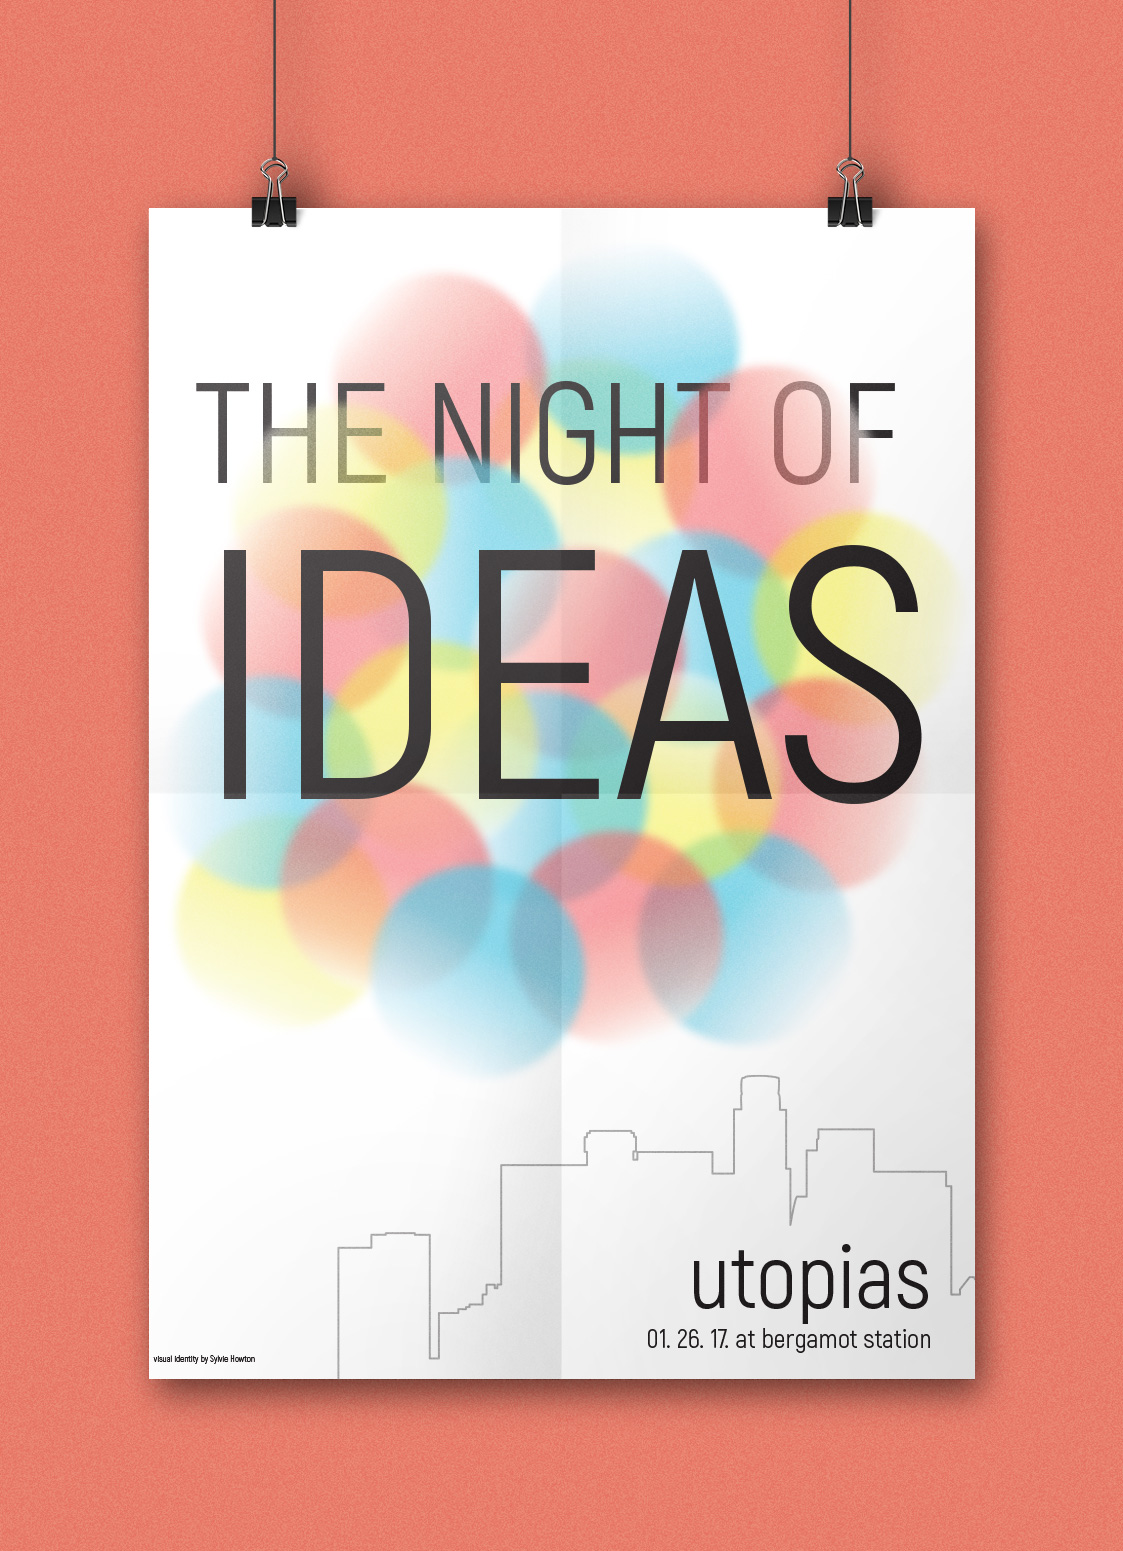 THE NIGHT OF
IDEAS
utopias
01. 26. 17. at bergamot station
visual identity by Sylvie Howton